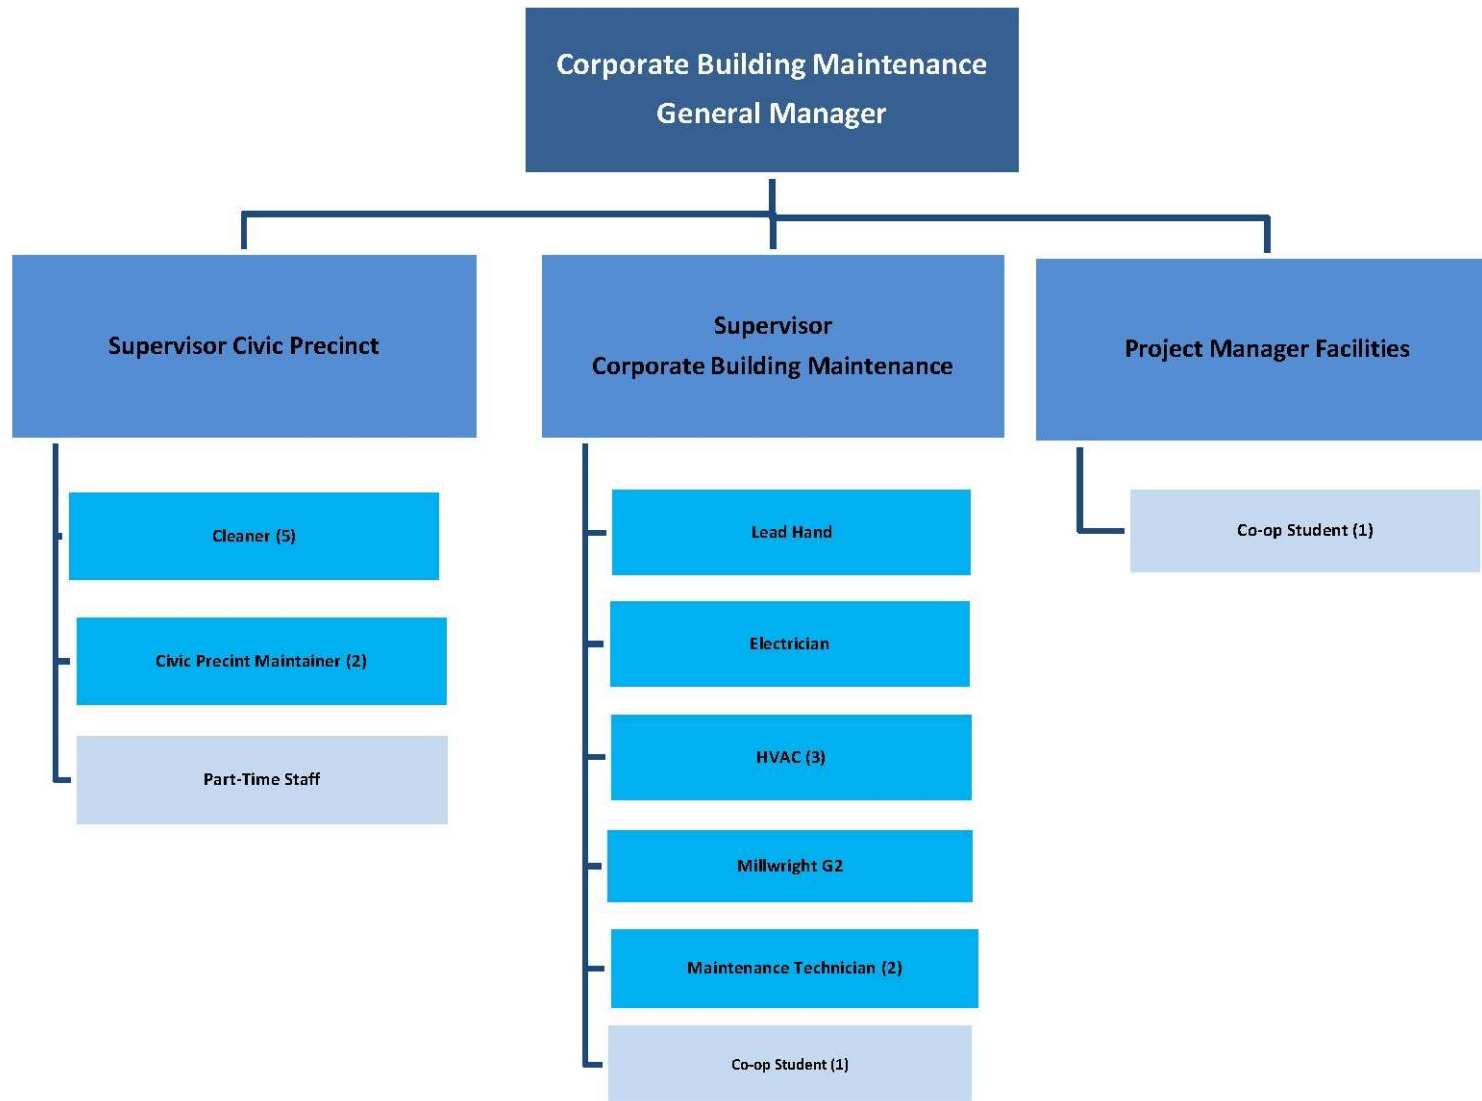 Corporate Building Maintenance
General Manager
Supervisor Civic Precinct
Supervisor
Corporate Building Maintenance
Project Manager Facilities
Cleaner (5)
Civic Precint Maintainer (2)
Part-Time Staff
Lead Hand
Electrician
HVAC (3)
Millwright G2
Maintenance Technician (2)
Co-op Student (1)
Co-op Student (1)